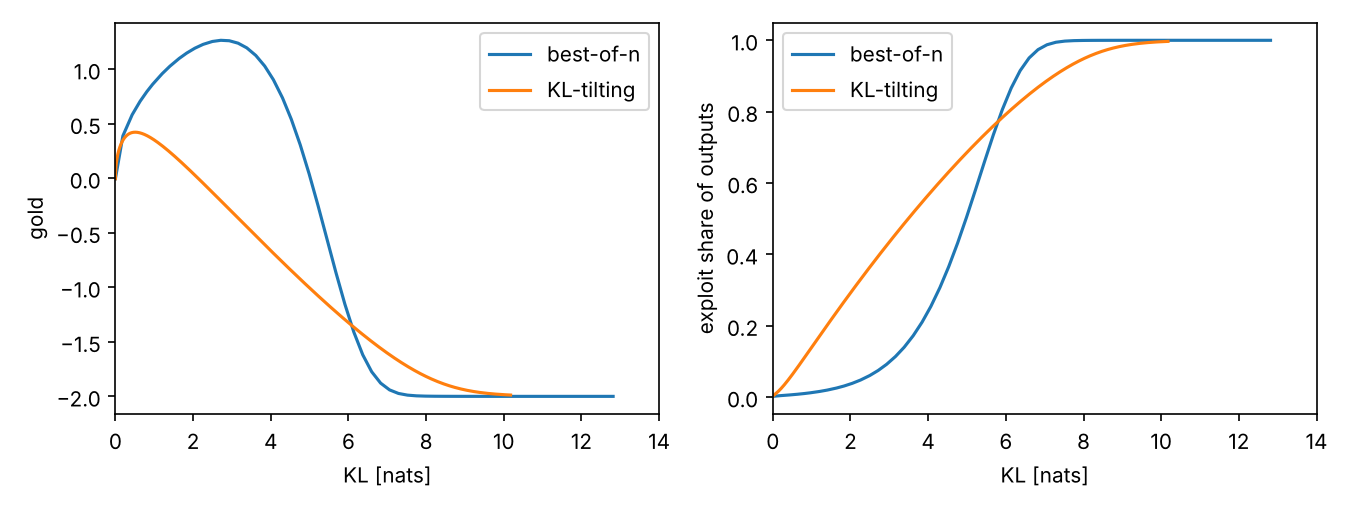 gold
1.0
0.5
0.0
−0.5
−1.0
−1.5
−2.0
0 2 4 6 8 10 12 14
KL [nats]
best-of-n
KL-tilting
exploit share of outputs
1.0
0.8
0.6
0.4
0.2
0.0
0 2 4 6 8 10 12 14
KL [nats]
best-of-n
KL-tilting